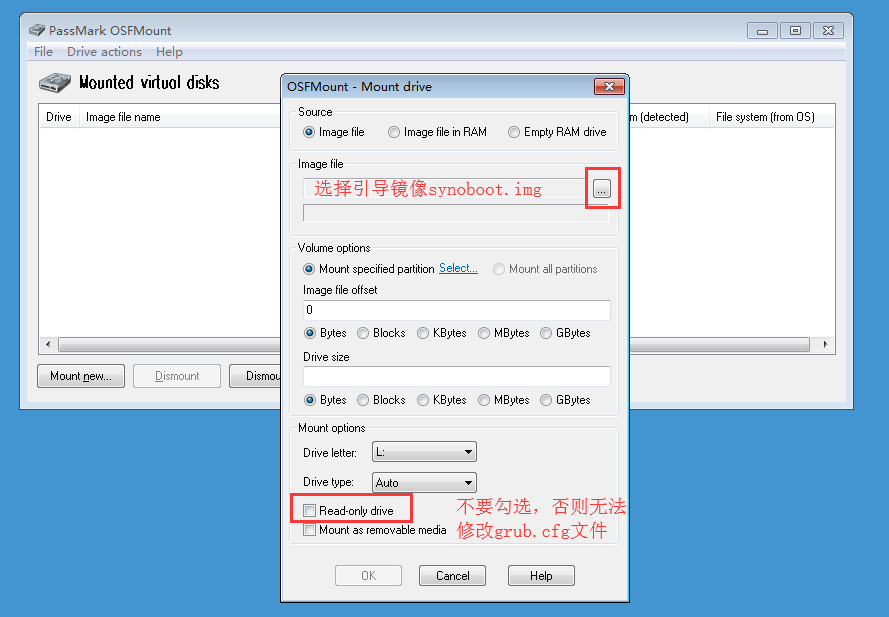 PassMark OSFMount
File Drive actions Help
Mounted virtual disks
Drive Image file name
m (detected) File system (from OS)
Mount new... Dismount Dismou
OSFMount - Mount drive
Source
Image file Image file in RAM Empty RAM drive
Image file
选择引导镜像synoboot.img ...
Volume options
Mount specified partition Select... Mount all partitions
Image file offset
0
Bytes Blocks KBytes MBytes GBytes
Drive size
Bytes Blocks KBytes MBytes GBytes
Mount options
Drive letter: L:
Drive type: Auto
Read-only drive
不要勾选，否则无法
Mount as removable media
修改grub.cfg文件
OK Cancel Help